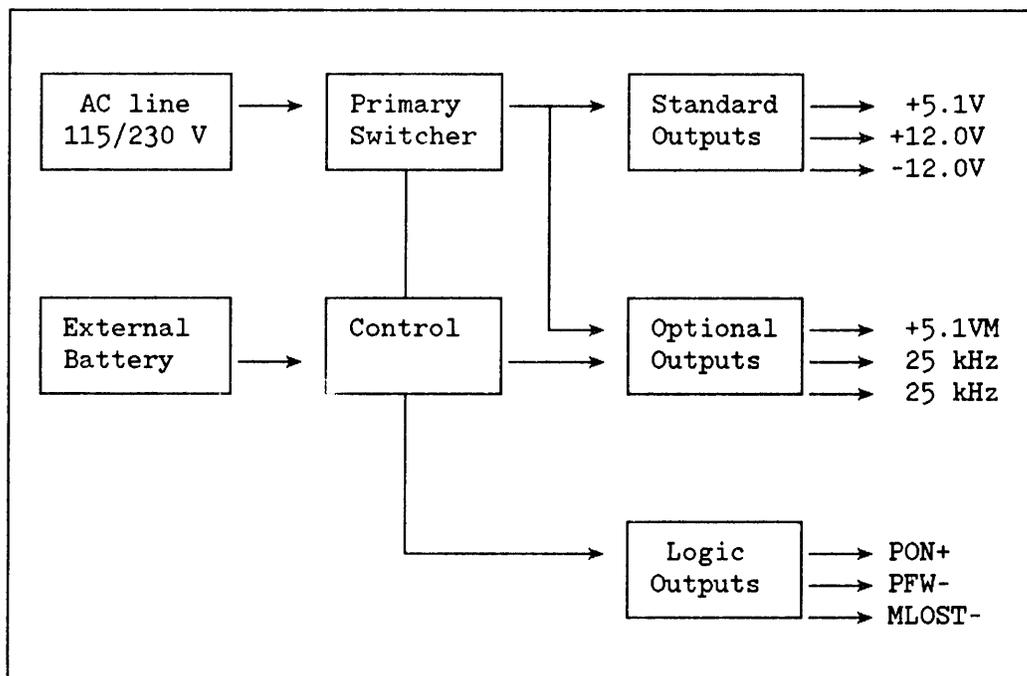 AC line
115/230 V
Primary
Switcher
Standard
Outputs
+5.1V
+12.0V
-12.0V
External
Battery
Control
Optional
Outputs
+5.1VM
25 kHz
25 kHz
Logic
Outputs
PON+
PFW-
MLOST-